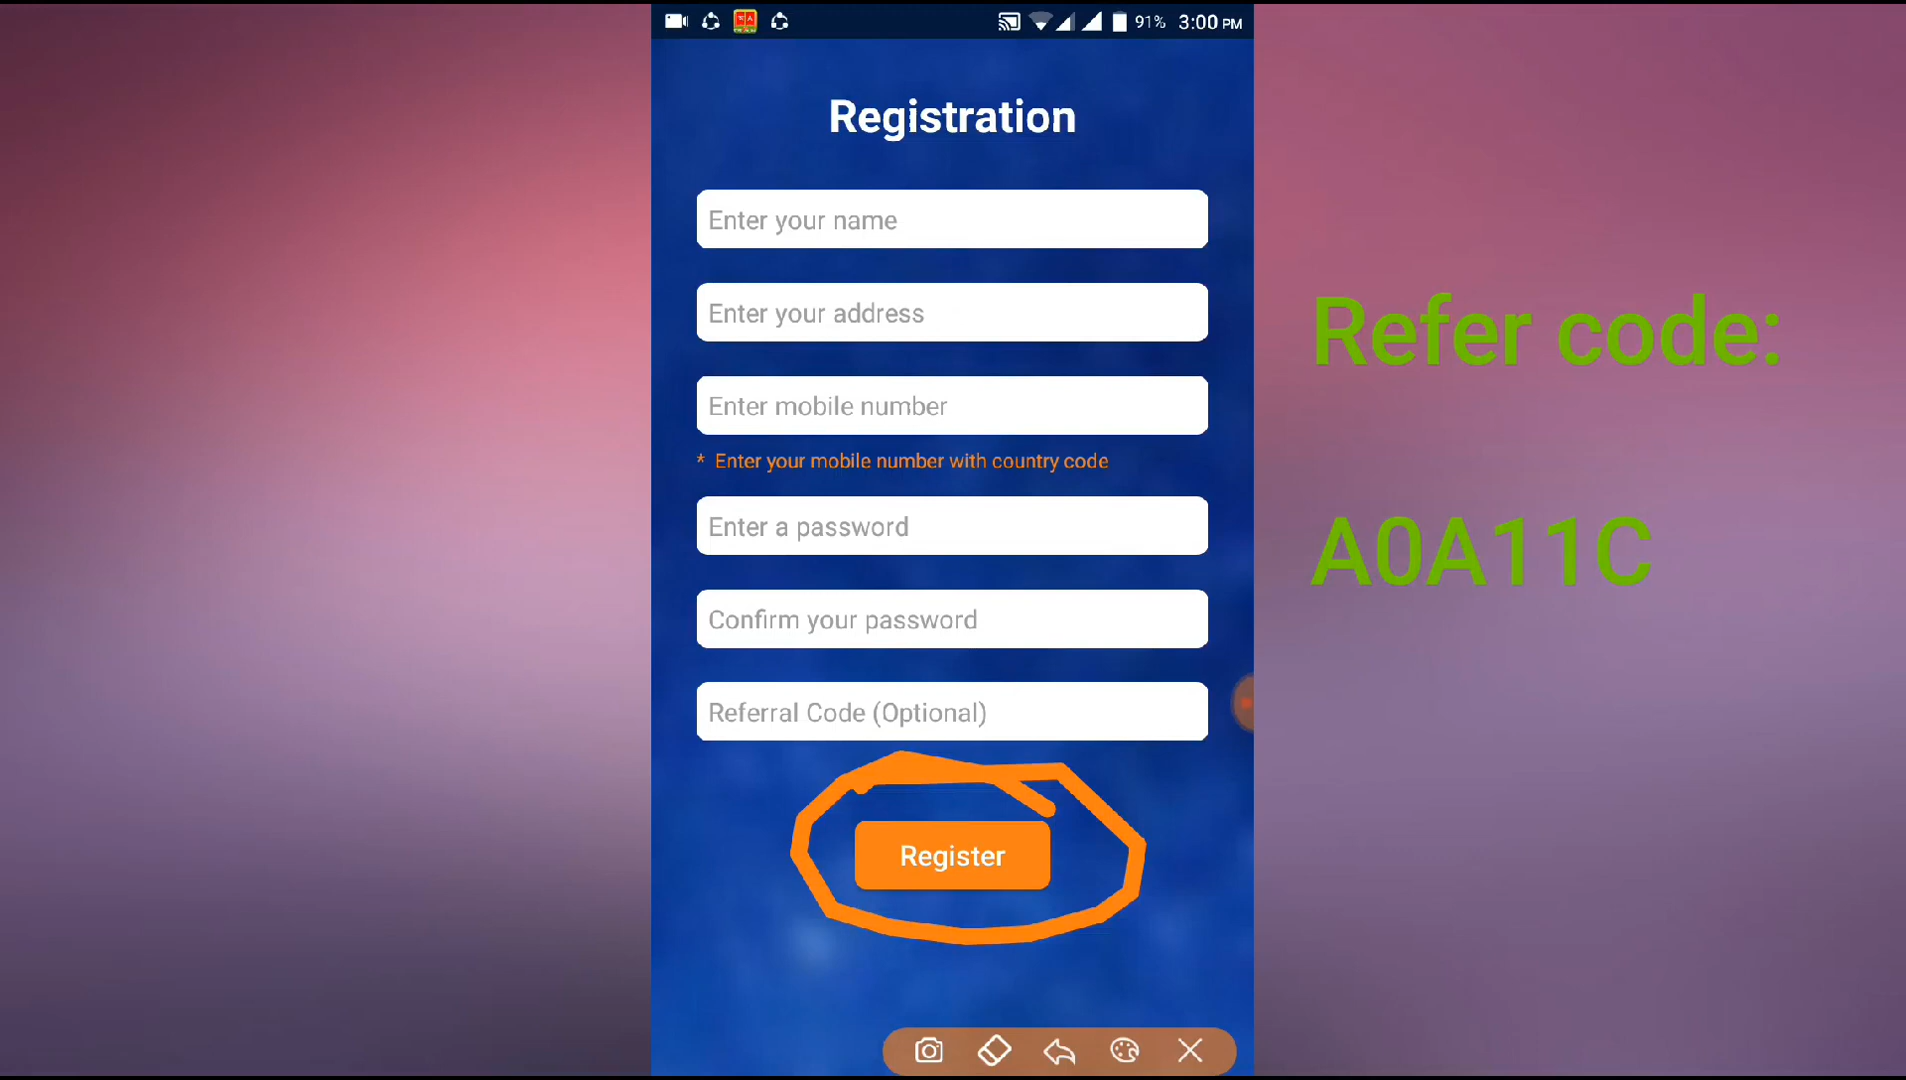 91% 3:00 PM
Registration
Enter your name
Enter your address
Enter mobile number
* Enter your mobile number with country code
Enter a password
Confirm your password
Referral Code (Optional)
Register
Refer code:
A0A11C